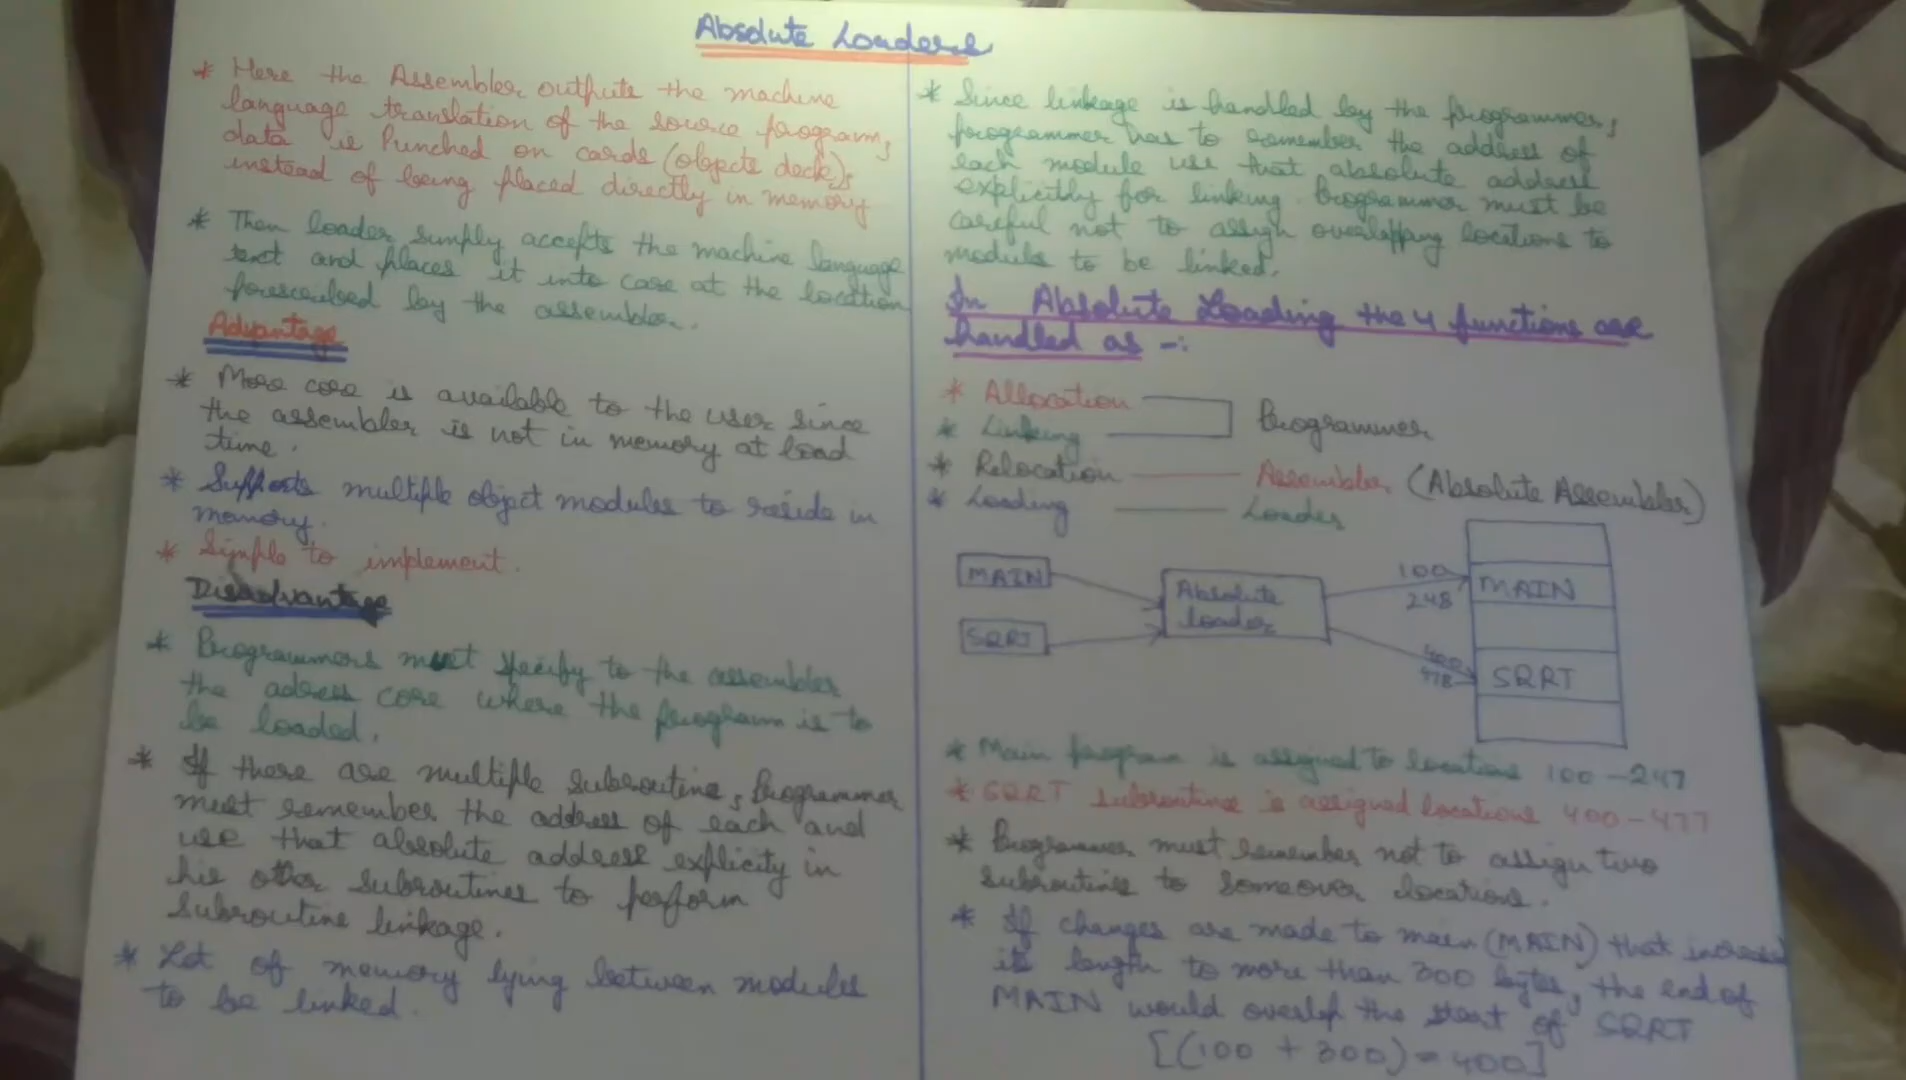 Absolute Loaders
* Here the Assembler outputs the machine
language translation of the source program,
data is Punched on cards (objects deck),
instead of being placed directly in memory
* Then loader simply accepts the machine language
text and places it into core at the location
prescribed by the assembler.
Advantage
* More core is available to the user since
the assembler is not in memory at load
time.
* Supports multiple object modules to reside in
memory.
* Simple to implement.
Disadvantage
* Programmers must specify to the assembler
the address core where the program is to
be loaded.
* If there are multiple subroutine, Programmer
must remember the address of each and
use that absolute address explicity in
his other subroutines to perform
subroutine linkage.
* Lot of memory lying between modules
to be linked.
* Since linkage is handled by the programmer,
programmer has to remember the address of
each module use that absolute address
explicitly for linking. Programmer must be
careful not to assign overlapping locations to
module to be linked.
In Absolute Loading the 4 functions are
handled as -:
* Allocation
* Linking
Programmer
* Relocation Assembler (Absolute Assembler)
* Loading Loader
MAIN
SQRT
Absolute
loader
100
248
400
478
MAIN
SQRT
* Main program is assigned to locations 100-247
* SQRT subroutine is assigned locations 400-477
* Programmer must remember not to assign two
subroutines to someover locations.
* If changes are made to main (MAIN) that increased
its length to more than 300 bytes, the end of
MAIN would overlap the start of SQRT
[(100 + 300) = 400]